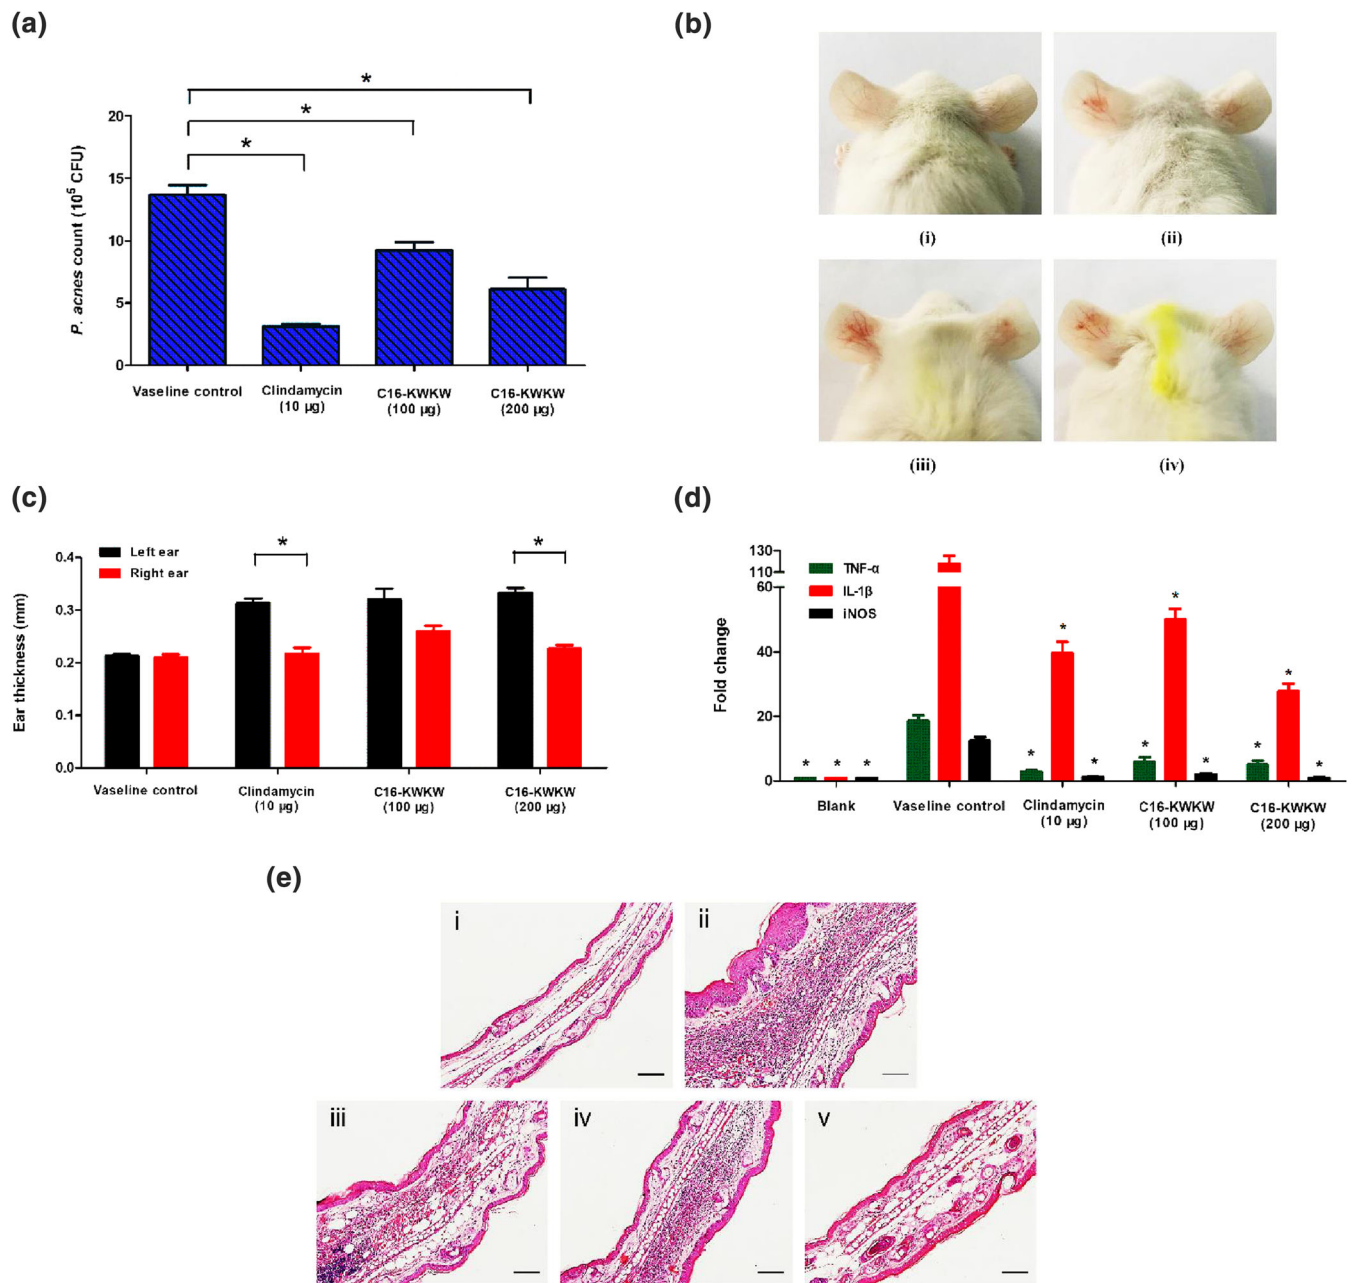 (a)
*
*
*
20
15
10
5
0
P. acnes count (10⁵ CFU)
Vaseline control
Clindamycin
(10 µg)
C16-KWKW
(100 µg)
C16-KWKW
(200 µg)
(b)
(i)
(ii)
(iii)
(iv)
(c)
Left ear
Right ear
*
*
0.4
0.3
0.2
0.1
0.0
Ear thickness (mm)
Vaseline control
Clindamycin
(10 µg)
C16-KWKW
(100 µg)
C16-KWKW
(200 µg)
(d)
TNF-α
IL-1β
iNOS
130
110
60
40
20
0
Fold change
* * *
* * *
* * *
* * *
Blank
Vaseline control
Clindamycin
(10 µg)
C16-KWKW
(100 µg)
C16-KWKW
(200 µg)
(e)
i
ii
iii
iv
v